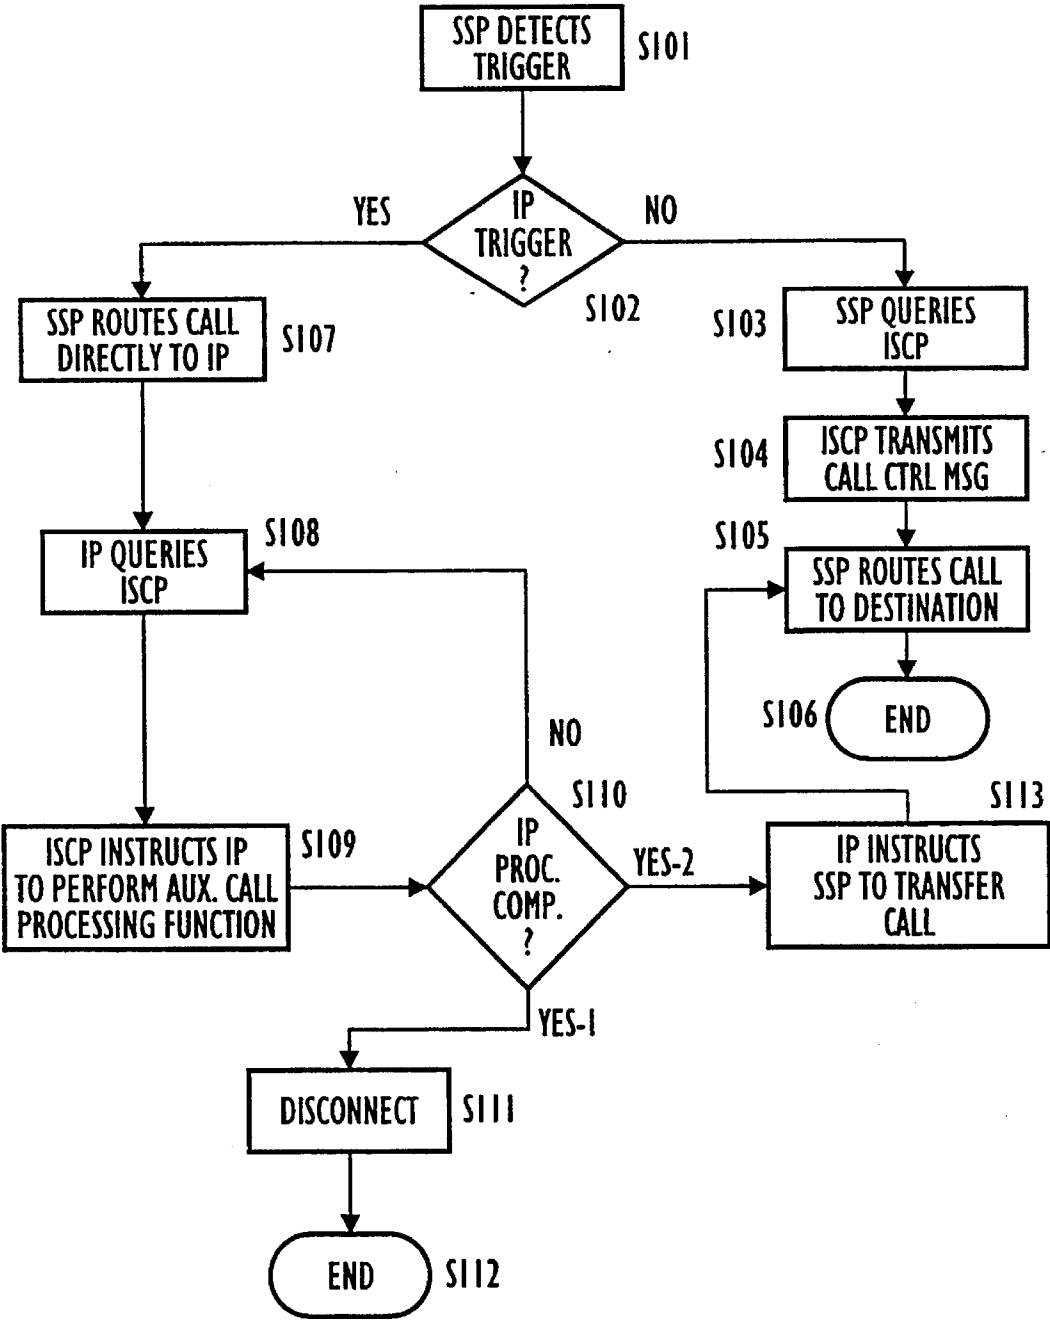 SSP DETECTS
TRIGGER
S101
YES
IP
TRIGGER
?
NO
S102
SSP ROUTES CALL
DIRECTLY TO IP
S107
S103
SSP QUERIES
ISCP
S104
ISCP TRANSMITS
CALL CTRL MSG
S108
IP QUERIES
ISCP
S105
SSP ROUTES CALL
TO DESTINATION
S106
END
NO
S110
S113
ISCP INSTRUCTS IP
TO PERFORM AUX. CALL
PROCESSING FUNCTION
S109
IP
PROC.
COMP.
?
YES-2
IP INSTRUCTS
SSP TO TRANSFER
CALL
YES-1
DISCONNECT
S111
END
S112